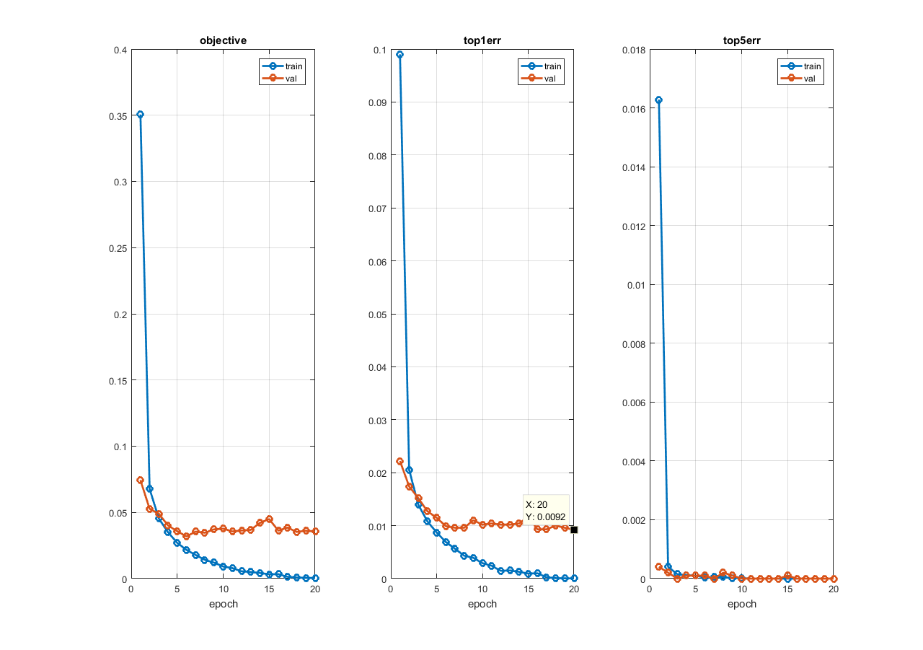 objective
train
val
0.4
0.35
0.3
0.25
0.2
0.15
0.1
0.05
0
0 5 10 15 20
epoch
top1err
train
val
0.1
0.09
0.08
0.07
0.06
0.05
0.04
0.03
0.02
0.01
0
X: 20
Y: 0.0092
0 5 10 15 20
epoch
top5err
train
val
0.018
0.016
0.014
0.012
0.01
0.008
0.006
0.004
0.002
0
0 5 10 15 20
epoch